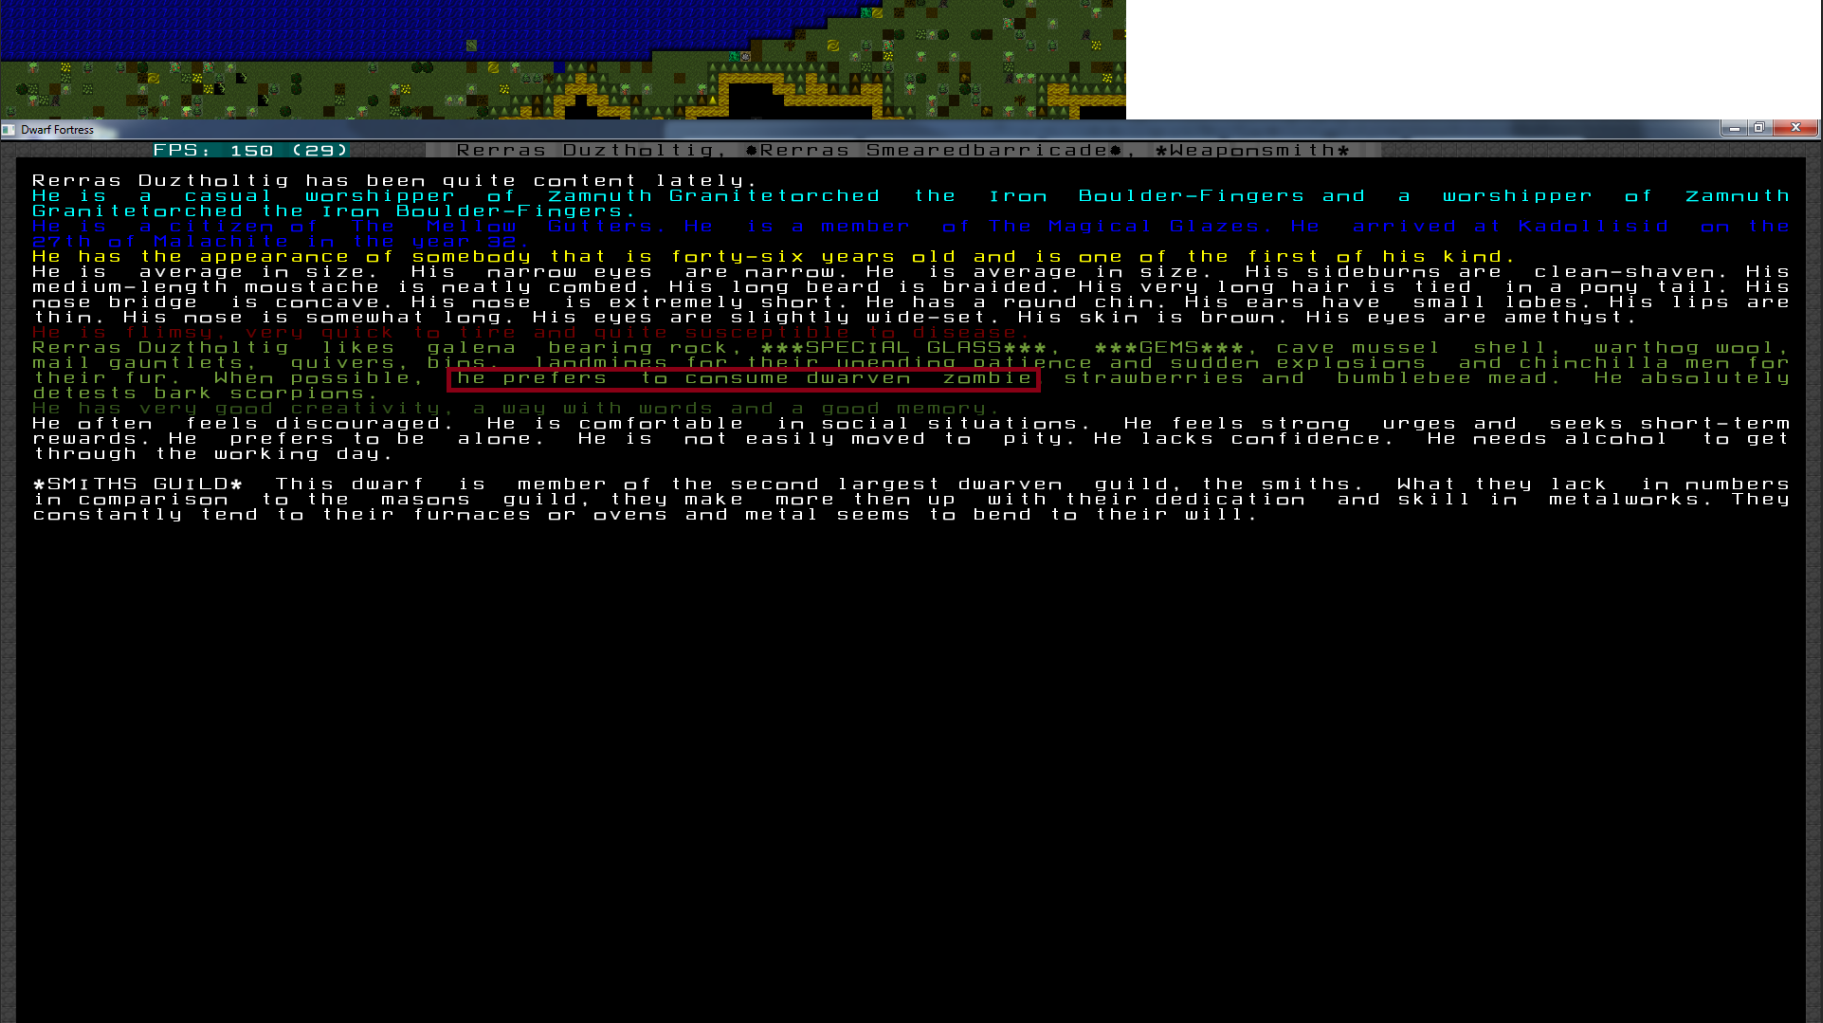 Dwarf Fortress
FPS: 150 (29) Rerras Duztholtig, ☻Rerras Smearedbarricade☻, *Weaponsmith*
Rerras Duztholtig has been quite content lately.
He is a casual worshipper of Zamnuth Granitetorched the Iron Boulder-Fingers and a worshipper of Zamnuth
Granitetorched the Iron Boulder-Fingers.
He is a citizen of The Mellow Gutters. He is a member of The Magical Glazes. He arrived at Kadollisid on the
27th of Malachite in the year 32.
He has the appearance of somebody that is forty-six years old and is one of the first of his kind.
He is average in size. His narrow eyes are narrow. He is average in size. His sideburns are clean-shaven. His
medium-length moustache is neatly combed. His long beard is braided. His very long hair is tied in a pony tail. His
nose bridge is concave. His nose is extremely short. He has a round chin. His ears have small lobes. His lips are
thin. His nose is somewhat long. His eyes are slightly wide-set. His skin is brown. His eyes are amethyst.
He is flimsy, very quick to tire and quite susceptible to disease.
Rerras Duztholtig likes galena bearing rock, ***SPECIAL GLASS***, ***GEMS***, cave mussel shell, warthog wool,
mail gauntlets, quivers, bins, landmines for their unending patience and sudden explosions and chinchilla men for
their fur. When possible, he prefers to consume dwarven zombie strawberries and bumblebee mead. He absolutely
detests bark scorpions.
He has very good creativity, a way with words and a good memory.
He often feels discouraged. He is comfortable in social situations. He feels strong urges and seeks short-term
rewards. He prefers to be alone. He is not easily moved to pity. He lacks confidence. He needs alcohol to get
through the working day.
*SMITHS GUILD* This dwarf is member of the second largest dwarven guild, the smiths. What they lack in numbers
in comparison to the masons guild, they make more then up with their dedication and skill in metalworks. They
constantly tend to their furnaces or ovens and metal seems to bend to their will.